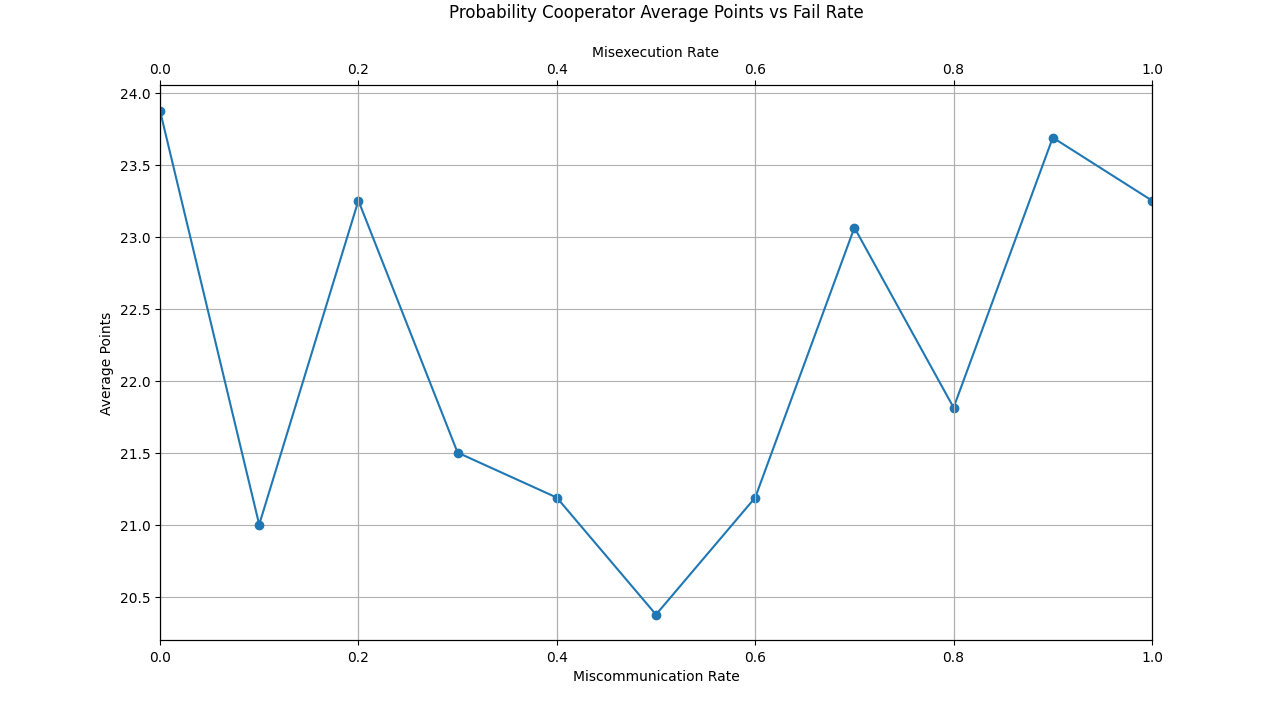 Probability Cooperator Average Points vs Fail Rate
Misexecution Rate
0.0 0.2 0.4 0.6 0.8 1.0
24.0
23.5
23.0
22.5
22.0
21.5
21.0
20.5
Average Points
0.0 0.2 0.4 0.6 0.8 1.0
Miscommunication Rate